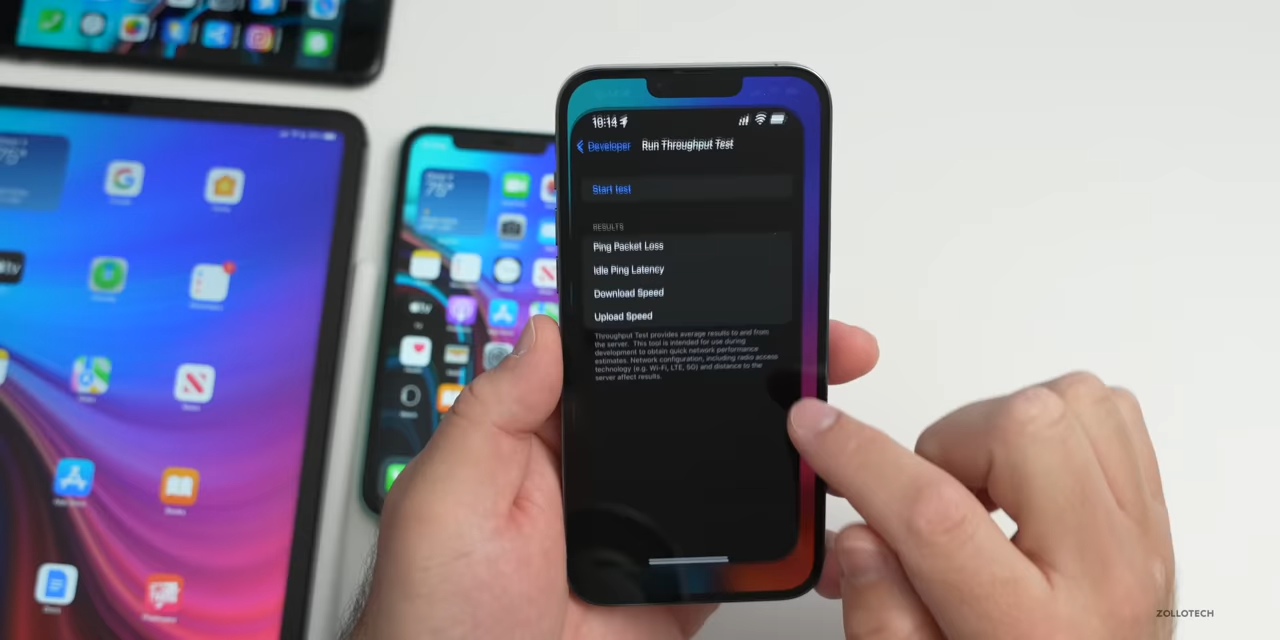 10:14
Developer Run Throughput Test
Start test
RESULTS
Ping Packet Loss
Idle Ping Latency
Download Speed
Upload Speed
Throughput Test provides average results to and from
the server. This tool is intended for use during
development to obtain quick network performance
estimates. Network configuration, including radio access
technology (e.g. Wi-Fi, LTE, 5G) and distance to the
server affect results.
75°
ZOLLOTECH